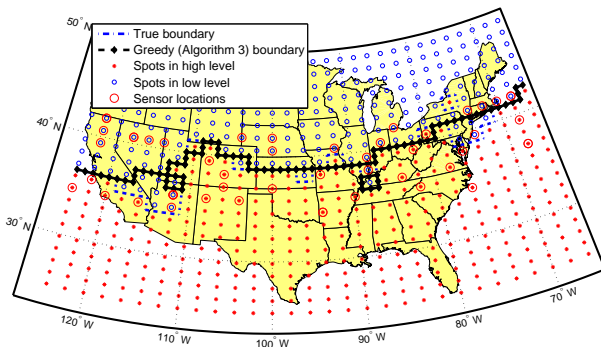 50° N
True boundary
Greedy (Algorithm 3) boundary
Spots in high level
Spots in low level
Sensor locations
40° N
30° N
120° W
110° W
100° W
90° W
80° W
70° W